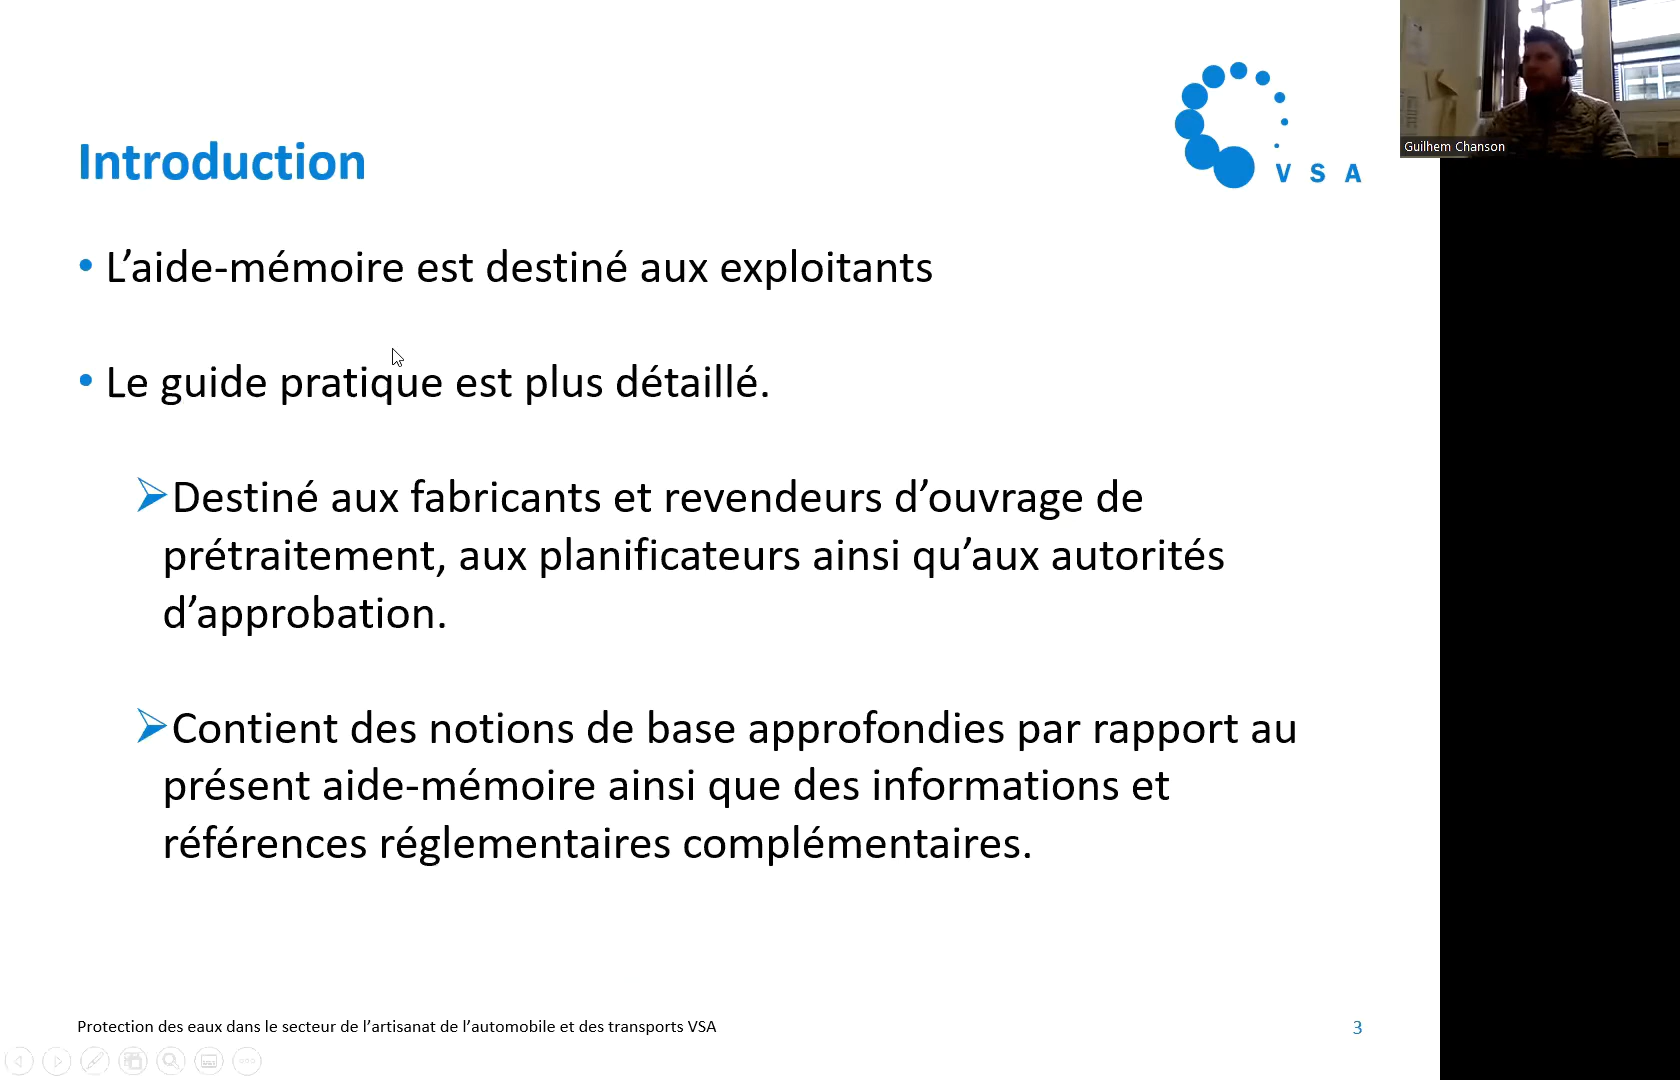 Guilhem Chanson
V S A
Introduction
• L’aide-mémoire est destiné aux exploitants
• Le guide pratique est plus détaillé.
➢Destiné aux fabricants et revendeurs d’ouvrage de
prétraitement, aux planificateurs ainsi qu’aux autorités
d’approbation.
➢Contient des notions de base approfondies par rapport au
présent aide-mémoire ainsi que des informations et
références réglementaires complémentaires.
Protection des eaux dans le secteur de l’artisanat de l’automobile et des transports VSA
3